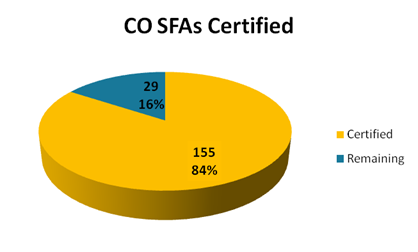 CO SFAs Certified
29
16%
155
84%
Certified
Remaining